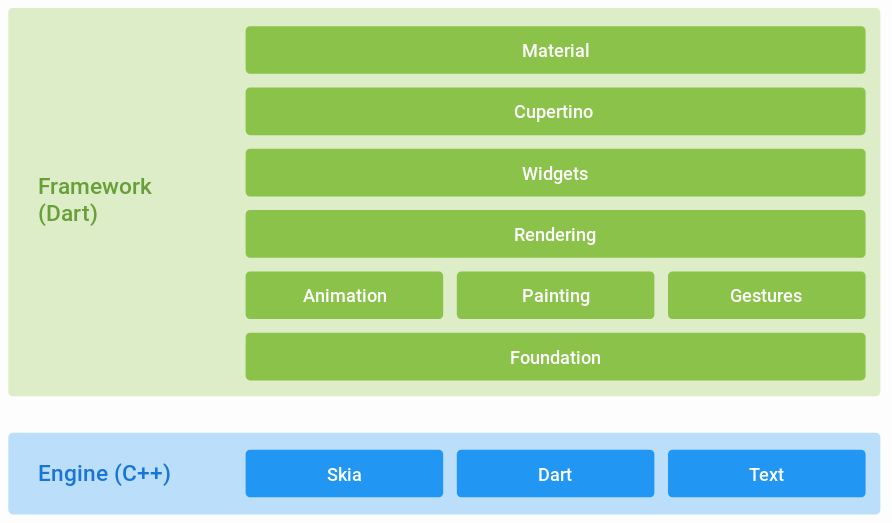 Framework
(Dart)
Material
Cupertino
Widgets
Rendering
Animation
Painting
Gestures
Foundation
Engine (C++)
Skia
Dart
Text